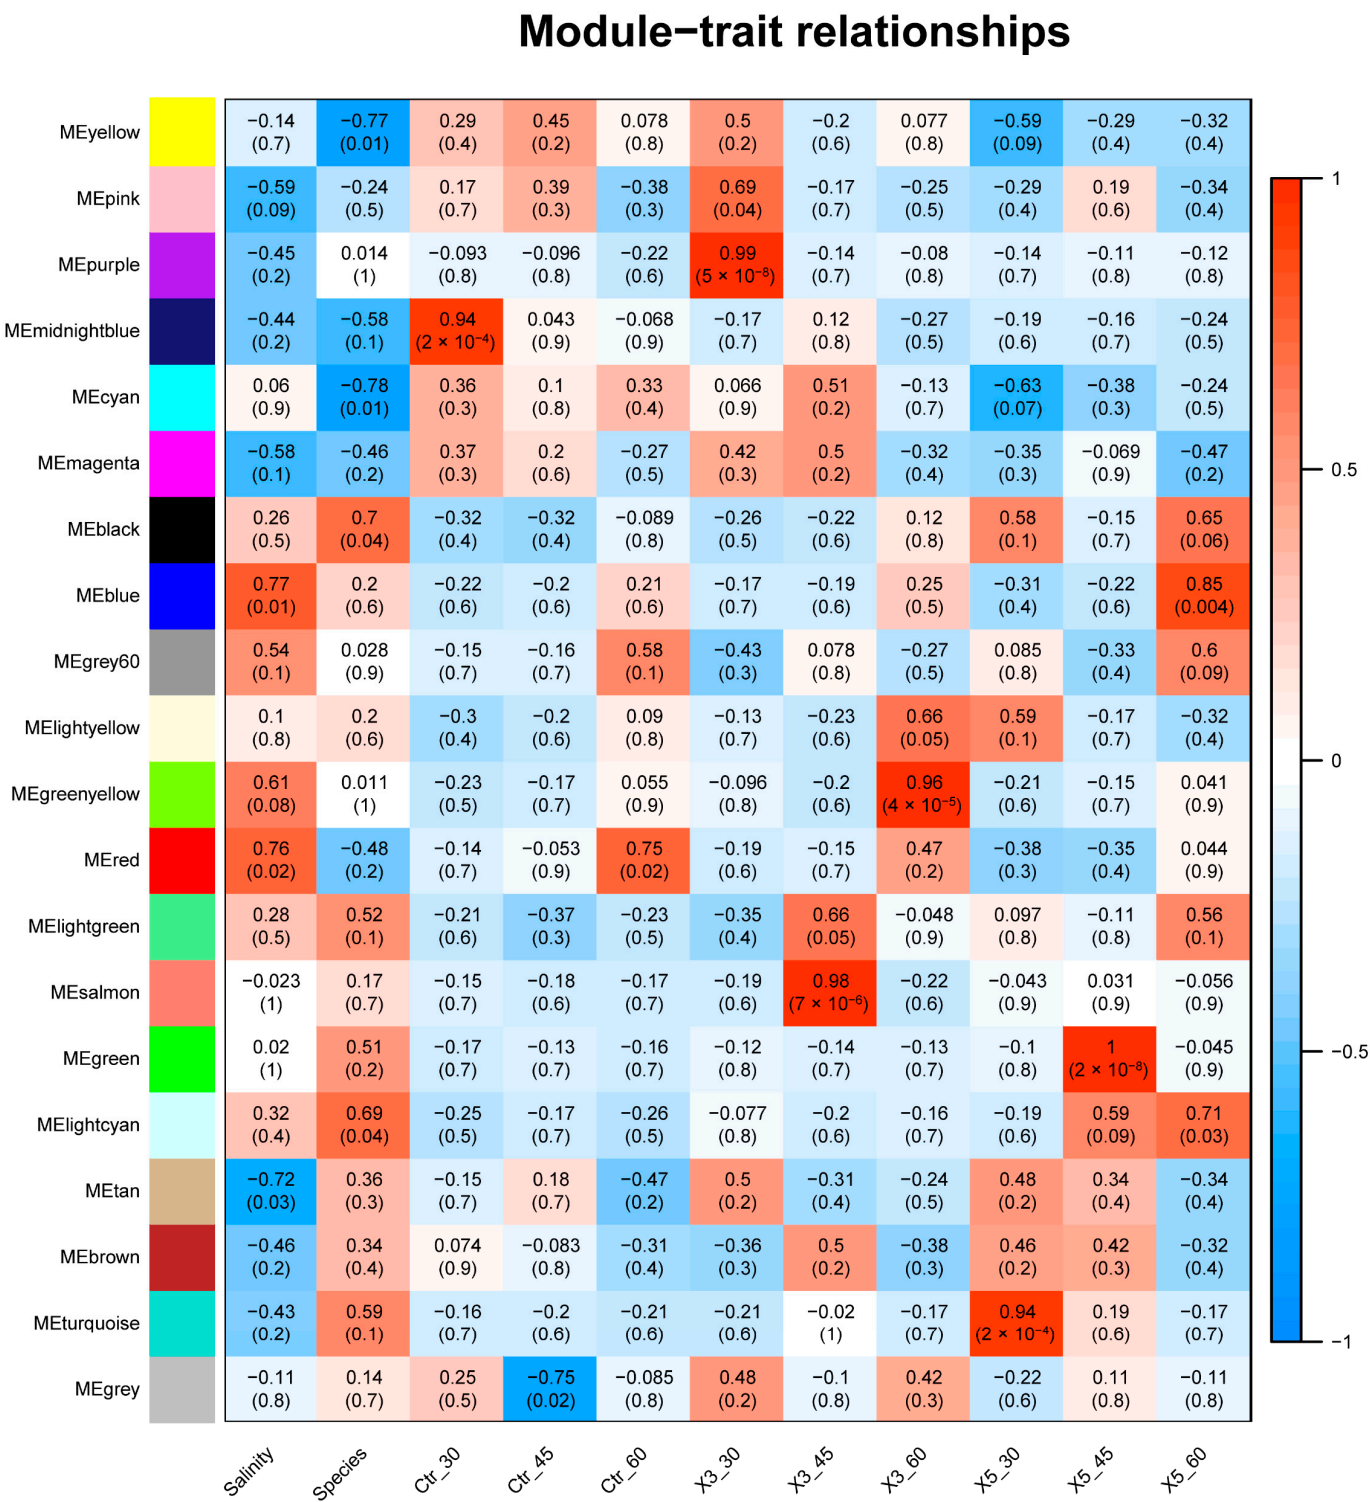 Module−trait relationships
MEyellow −0.14 −0.77 0.29 0.45 0.078 0.5 −0.2 0.077 −0.59 −0.29 −0.32
(0.7) (0.01) (0.4) (0.2) (0.8) (0.2) (0.6) (0.8) (0.09) (0.4) (0.4)
MEpink −0.59 −0.24 0.17 0.39 −0.38 0.69 −0.17 −0.25 −0.29 0.19 −0.34
(0.09) (0.5) (0.7) (0.3) (0.3) (0.04) (0.7) (0.5) (0.4) (0.6) (0.4)
MEpurple −0.45 0.014 −0.093 −0.096 −0.22 0.99 −0.14 −0.08 −0.14 −0.11 −0.12
(0.2) (1) (0.8) (0.8) (0.6) (5 × 10⁻⁸) (0.7) (0.8) (0.7) (0.8) (0.8)
MEmidnightblue −0.44 −0.58 0.94 0.043 −0.068 −0.17 0.12 −0.27 −0.19 −0.16 −0.24
(0.2) (0.1) (2 × 10⁻⁴) (0.9) (0.9) (0.7) (0.8) (0.5) (0.6) (0.7) (0.5)
MEcyan 0.06 −0.78 0.36 0.1 0.33 0.066 0.51 −0.13 −0.63 −0.38 −0.24
(0.9) (0.01) (0.3) (0.8) (0.4) (0.9) (0.2) (0.7) (0.07) (0.3) (0.5)
MEmagenta −0.58 −0.46 0.37 0.2 −0.27 0.42 0.5 −0.32 −0.35 −0.069 −0.47
(0.1) (0.2) (0.3) (0.6) (0.5) (0.3) (0.2) (0.4) (0.3) (0.9) (0.2)
MEblack 0.26 0.7 −0.32 −0.32 −0.089 −0.26 −0.22 0.12 0.58 −0.15 0.65
(0.5) (0.04) (0.4) (0.4) (0.8) (0.5) (0.6) (0.8) (0.1) (0.7) (0.06)
MEblue 0.77 0.2 −0.22 −0.2 0.21 −0.17 −0.19 0.25 −0.31 −0.22 0.85
(0.01) (0.6) (0.6) (0.6) (0.6) (0.7) (0.6) (0.5) (0.4) (0.6) (0.004)
MEgrey60 0.54 0.028 −0.15 −0.16 0.58 −0.43 0.078 −0.27 0.085 −0.33 0.6
(0.1) (0.9) (0.7) (0.7) (0.1) (0.3) (0.8) (0.5) (0.8) (0.4) (0.09)
MElightyellow 0.1 0.2 −0.3 −0.2 0.09 −0.13 −0.23 0.66 0.59 −0.17 −0.32
(0.8) (0.6) (0.4) (0.6) (0.8) (0.7) (0.6) (0.05) (0.1) (0.7) (0.4)
MEgreenyellow 0.61 0.011 −0.23 −0.17 0.055 −0.096 −0.2 0.96 −0.21 −0.15 0.041
(0.08) (1) (0.5) (0.7) (0.9) (0.8) (0.6) (4 × 10⁻⁵) (0.6) (0.7) (0.9)
MEred 0.76 −0.48 −0.14 −0.053 0.75 −0.19 −0.15 0.47 −0.38 −0.35 0.044
(0.02) (0.2) (0.7) (0.9) (0.02) (0.6) (0.7) (0.2) (0.3) (0.4) (0.9)
MElightgreen 0.28 0.52 −0.21 −0.37 −0.23 −0.35 0.66 −0.048 0.097 −0.11 0.56
(0.5) (0.1) (0.6) (0.3) (0.5) (0.4) (0.05) (0.9) (0.8) (0.8) (0.1)
MEsalmon −0.023 0.17 −0.15 −0.18 −0.17 −0.19 0.98 −0.22 −0.043 0.031 −0.056
(1) (0.7) (0.7) (0.6) (0.7) (0.6) (7 × 10⁻⁶) (0.6) (0.9) (0.9) (0.9)
MEgreen 0.02 0.51 −0.17 −0.13 −0.16 −0.12 −0.14 −0.13 −0.1 1 −0.045
(1) (0.2) (0.7) (0.7) (0.7) (0.8) (0.7) (0.7) (0.8) (2 × 10⁻⁸) (0.9)
MElightcyan 0.32 0.69 −0.25 −0.17 −0.26 −0.077 −0.2 −0.16 −0.19 0.59 0.71
(0.4) (0.04) (0.5) (0.7) (0.5) (0.8) (0.6) (0.7) (0.6) (0.09) (0.03)
MEtan −0.72 0.36 −0.15 0.18 −0.47 0.5 −0.31 −0.24 0.48 0.34 −0.34
(0.03) (0.3) (0.7) (0.7) (0.2) (0.2) (0.4) (0.5) (0.2) (0.4) (0.4)
MEbrown −0.46 0.34 0.074 −0.083 −0.31 −0.36 0.5 −0.38 0.46 0.42 −0.32
(0.2) (0.4) (0.9) (0.8) (0.4) (0.3) (0.2) (0.3) (0.2) (0.3) (0.4)
MEturquoise −0.43 0.59 −0.16 −0.2 −0.21 −0.21 −0.02 −0.17 0.94 0.19 −0.17
(0.2) (0.1) (0.7) (0.6) (0.6) (0.6) (1) (0.7) (2 × 10⁻⁴) (0.6) (0.7)
MEgrey −0.11 0.14 0.25 −0.75 −0.085 0.48 −0.1 0.42 −0.22 0.11 −0.11
(0.8) (0.7) (0.5) (0.02) (0.8) (0.2) (0.8) (0.3) (0.6) (0.8) (0.8)
Salinity Species Ctr_30 Ctr_45 Ctr_60 X3_30 X3_45 X3_60 X5_30 X5_45 X5_60
1
0.5
0
−0.5
−1